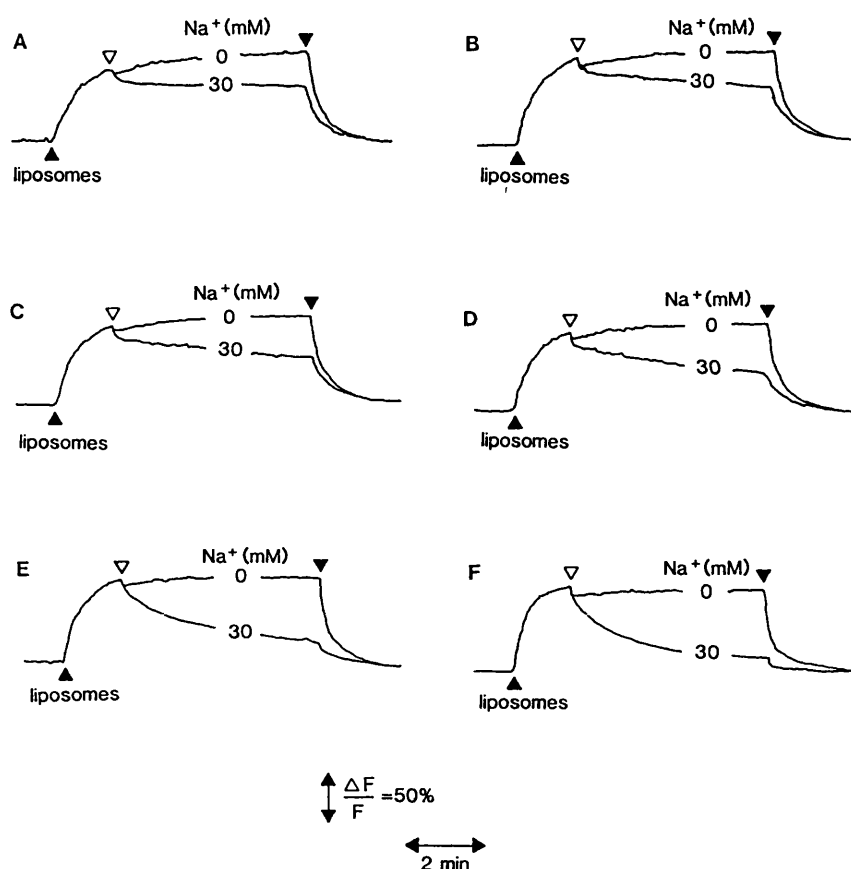 A
Na+ (mM)
0
30
liposomes
B
Na+ (mM)
0
30
liposomes
C
Na+ (mM)
0
30
liposomes
D
Na+ (mM)
0
30
liposomes
E
Na+ (mM)
0
30
liposomes
F
Na+ (mM)
0
30
liposomes
ΔF
F
=50%
2 min